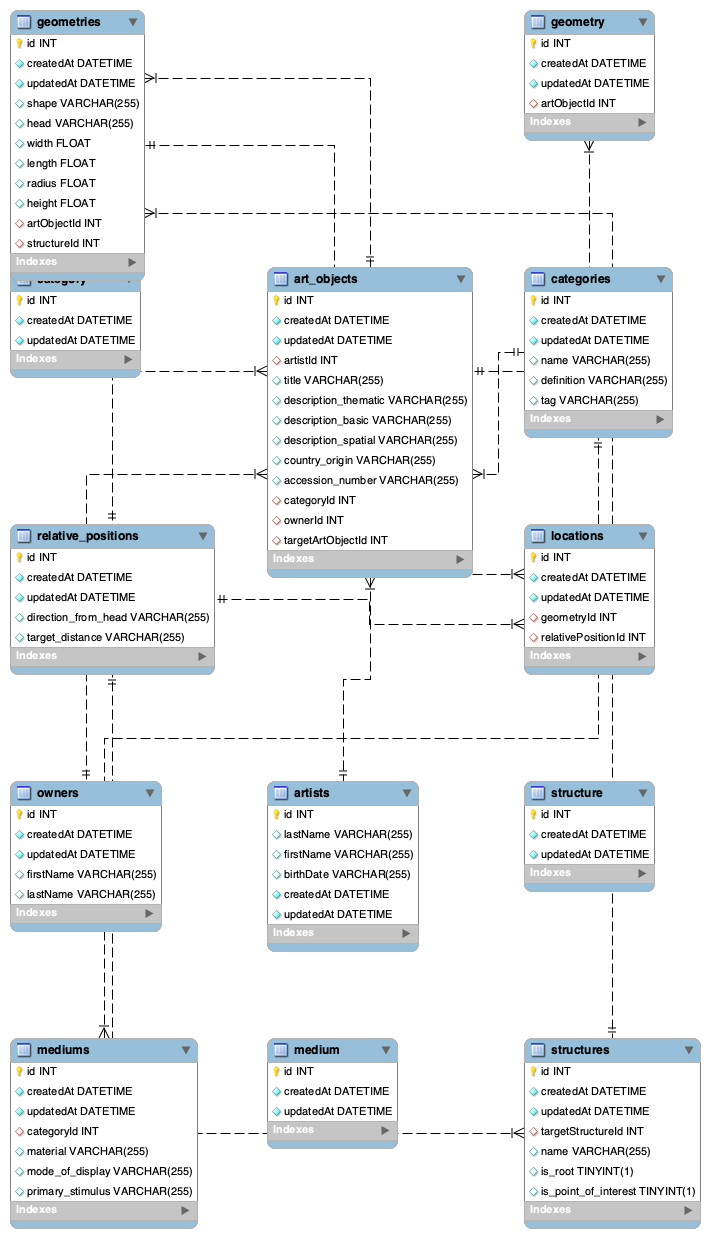 geometries
id INT
createdAt DATETIME
updatedAt DATETIME
shape VARCHAR(255)
head VARCHAR(255)
width FLOAT
length FLOAT
radius FLOAT
height FLOAT
artObjectId INT
structureId INT
Indexes
geometry
id INT
createdAt DATETIME
updatedAt DATETIME
artObjectId INT
Indexes
category
id INT
createdAt DATETIME
updatedAt DATETIME
Indexes
art_objects
id INT
createdAt DATETIME
updatedAt DATETIME
artistId INT
title VARCHAR(255)
description_thematic VARCHAR(255)
description_basic VARCHAR(255)
description_spatial VARCHAR(255)
country_origin VARCHAR(255)
accession_number VARCHAR(255)
categoryId INT
ownerId INT
targetArtObjectId INT
Indexes
categories
id INT
createdAt DATETIME
updatedAt DATETIME
name VARCHAR(255)
definition VARCHAR(255)
tag VARCHAR(255)
Indexes
relative_positions
id INT
createdAt DATETIME
updatedAt DATETIME
direction_from_head VARCHAR(255)
target_distance VARCHAR(255)
Indexes
locations
id INT
createdAt DATETIME
updatedAt DATETIME
geometryId INT
relativePositionId INT
Indexes
owners
id INT
createdAt DATETIME
updatedAt DATETIME
firstName VARCHAR(255)
lastName VARCHAR(255)
Indexes
artists
id INT
lastName VARCHAR(255)
firstName VARCHAR(255)
birthDate VARCHAR(255)
createdAt DATETIME
updatedAt DATETIME
Indexes
structure
id INT
createdAt DATETIME
updatedAt DATETIME
Indexes
mediums
id INT
createdAt DATETIME
updatedAt DATETIME
categoryId INT
material VARCHAR(255)
mode_of_display VARCHAR(255)
primary_stimulus VARCHAR(255)
Indexes
medium
id INT
createdAt DATETIME
updatedAt DATETIME
Indexes
structures
id INT
createdAt DATETIME
updatedAt DATETIME
targetStructureId INT
name VARCHAR(255)
is_root TINYINT(1)
is_point_of_interest TINYINT(1)
Indexes